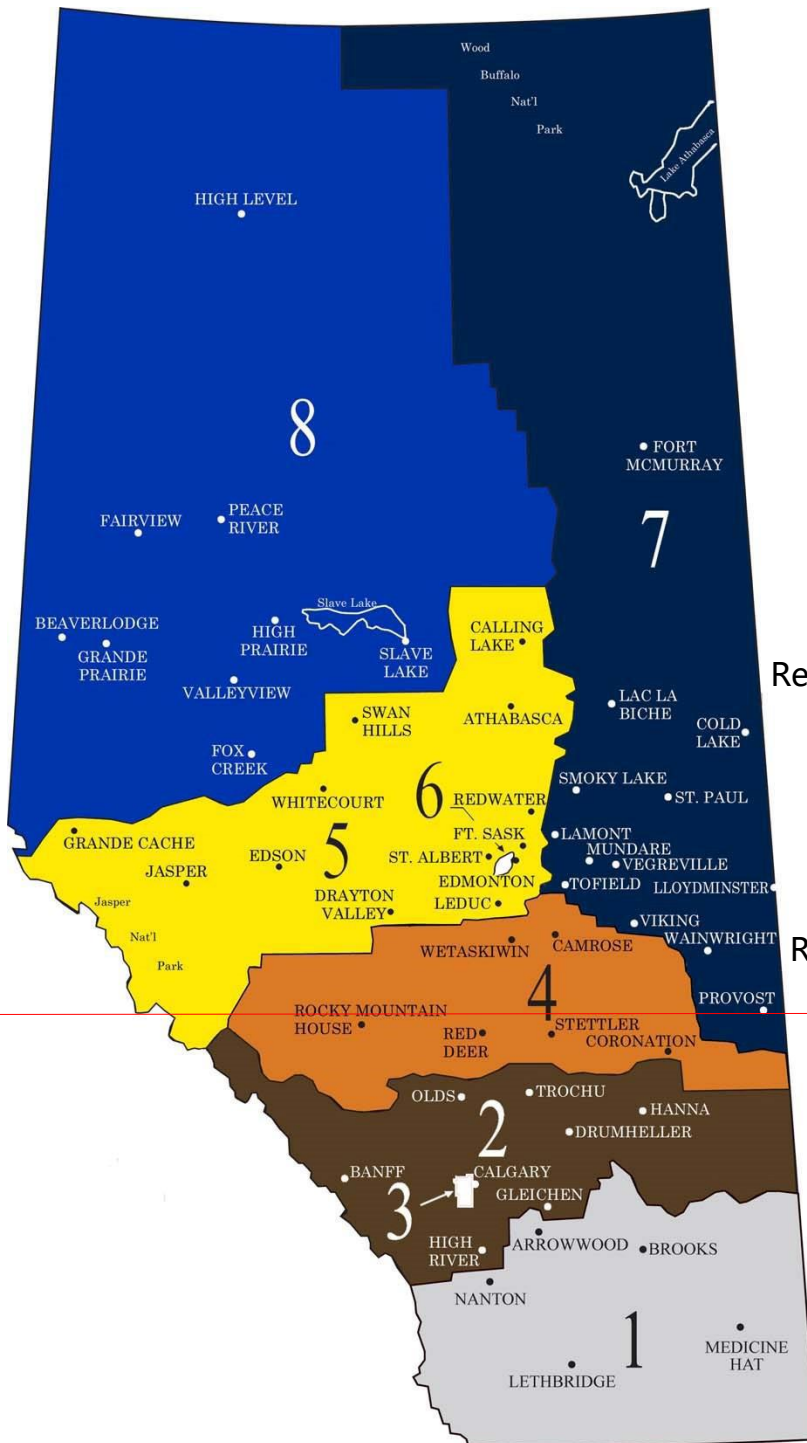 Wood
Buffalo
Nat'l
Park
Lake Athabasca
HIGH LEVEL
8
FORT
MCMURRAY
7
PEACE
RIVER
FAIRVIEW
Slave Lake
BEAVERLODGE
GRANDE
PRAIRIE
HIGH
PRAIRIE
SLAVE
LAKE
CALLING
LAKE
VALLEYVIEW
Re
LAC LA
BICHE
SWAN
HILLS
ATHABASCA
COLD
LAKE
FOX
CREEK
WHITECOURT
6
REDWATER
SMOKY LAKE
ST. PAUL
GRANDE CACHE
5
FT. SASK
LAMONT
MUNDARE
JASPER
EDSON
ST. ALBERT
VEGREVILLE
EDMONTON
TOFIELD
LLOYDMINSTER
DRAYTON
VALLEY
LEDUC
Jasper
Nat'l
Park
VIKING
WETASKIWIN
CAMROSE
WAINWRIGHT
R
4
PROVOST
ROCKY MOUNTAIN
HOUSE
RED
DEER
STETTLER
CORONATION
OLDS
TROCHU
HANNA
2
DRUMHELLER
BANFF
CALGARY
3
GLEICHEN
HIGH
RIVER
ARROWWOOD
BROOKS
NANTON
1
MEDICINE
HAT
LETHBRIDGE